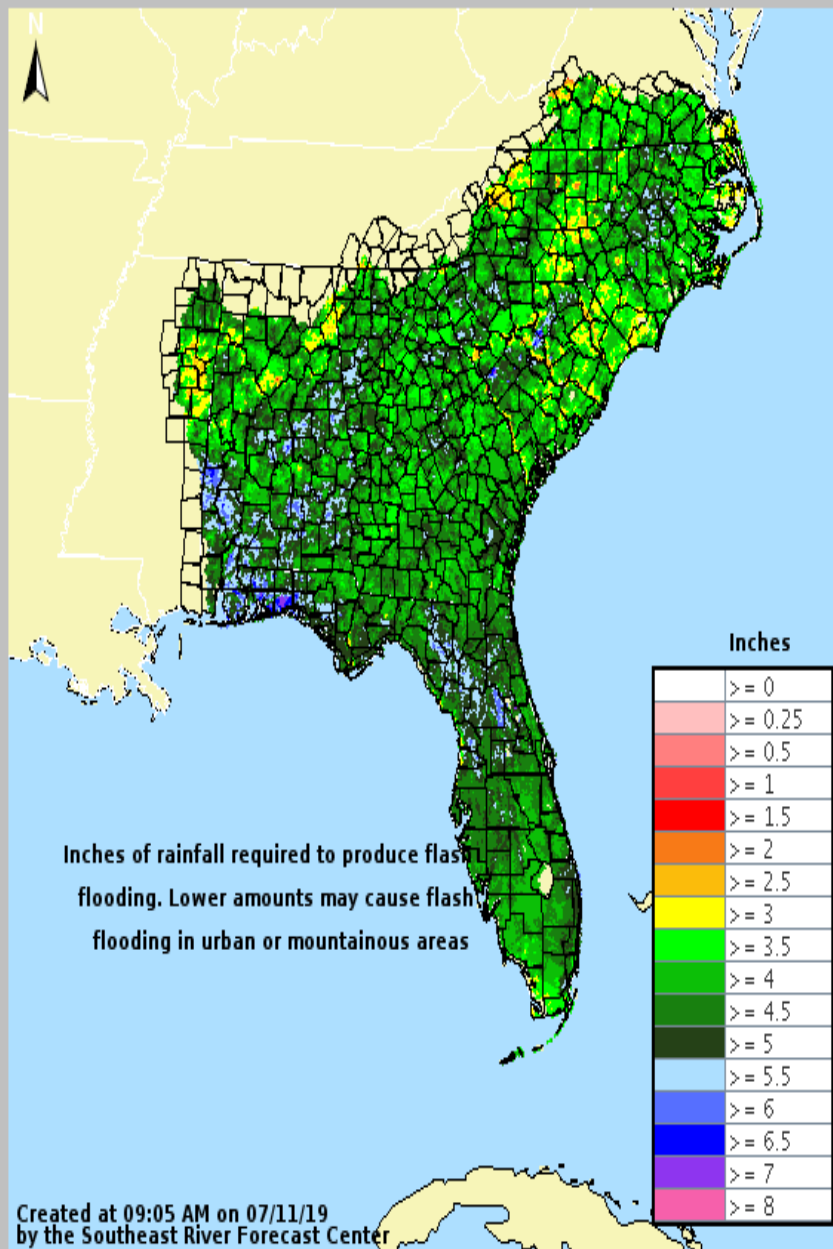 N
Inches of rainfall required to produce flash
flooding. Lower amounts may cause flash
flooding in urban or mountainous areas
Inches
>= 0
>= 0.25
>= 0.5
>= 1
>= 1.5
>= 2
>= 2.5
>= 3
>= 3.5
>= 4
>= 4.5
>= 5
>= 5.5
>= 6
>= 6.5
>= 7
>= 8
Created at 09:05 AM on 07/11/19
by the Southeast River Forecast Center